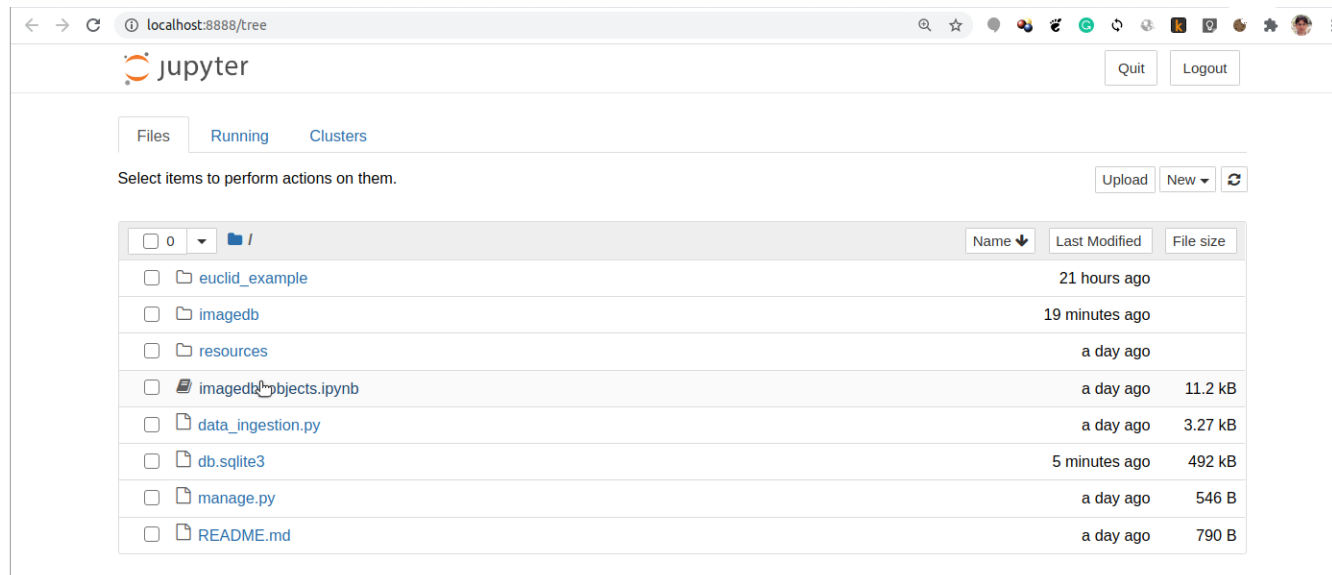 localhost:8888/tree
jupyter
Quit Logout
Files Running Clusters
Select items to perform actions on them.
Upload New
0 / Name Last Modified File size
euclid_example 21 hours ago
imagedb 19 minutes ago
resources a day ago
a day ago 11.2 kB
data_ingestion.py a day ago 3.27 kB
db.sqlite3 5 minutes ago 492 kB
manage.py a day ago 546 B
README.md a day ago 790 B